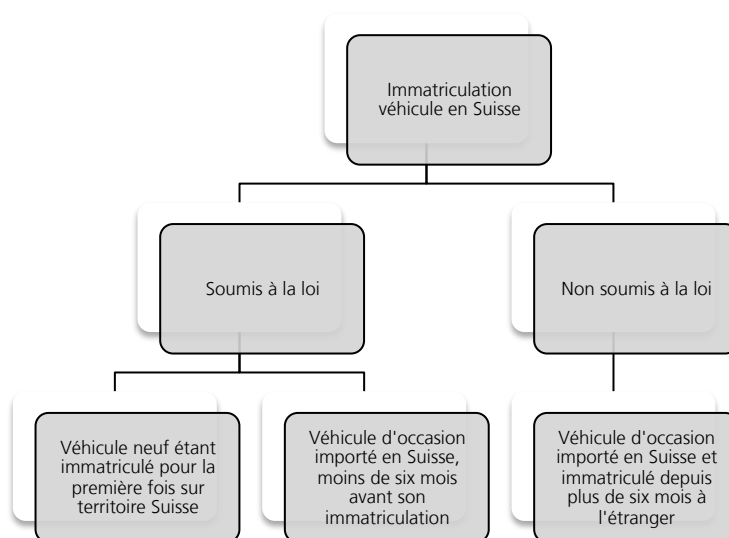 Immatriculation
véhicule en Suisse
Soumis à la loi
Non soumis à la loi
Véhicule neuf étant
immatriculé pour la
première fois sur
territoire Suisse
Véhicule d'occasion
importé en Suisse,
moins de six mois
avant son
immatriculation
Véhicule d'occasion
importé en Suisse et
immatriculé depuis
plus de six mois à
l'étranger